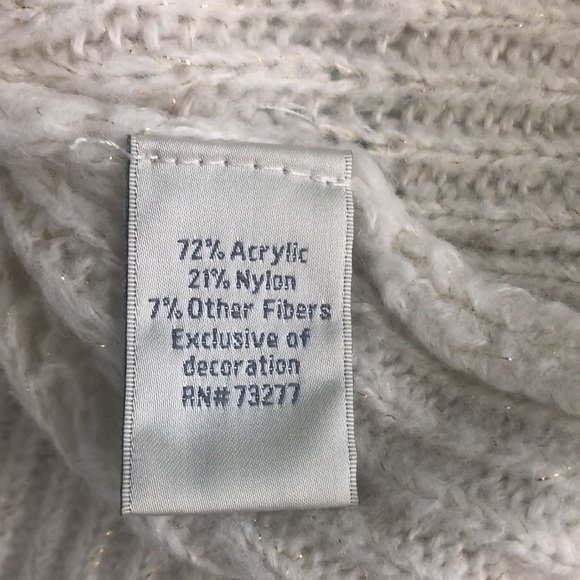 72% Acrylic
21% Nylon
7% Other Fibers
Exclusive of
decoration
RN# 73277